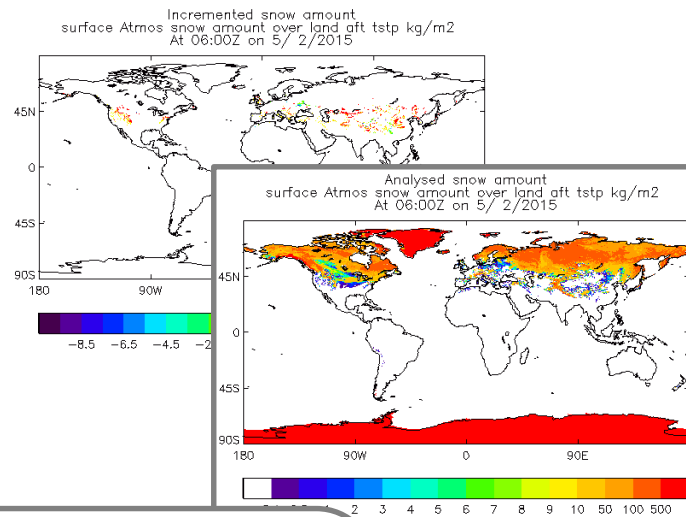 Incremented snow amount
surface Atmos snow amount over land aft tstp kg/m2
At 06:00Z on 5/ 2/2015
45N
0
45S
90S
180 90W
-8.5 -6.5 -4.5
Analysed snow amount
surface Atmos snow amount over land aft tstp kg/m2
At 06:00Z on 5/ 2/2015
45N
0
45S
90S
180 90W 0 90E
2 3 4 5 6 7 8 9 10 50 100 500